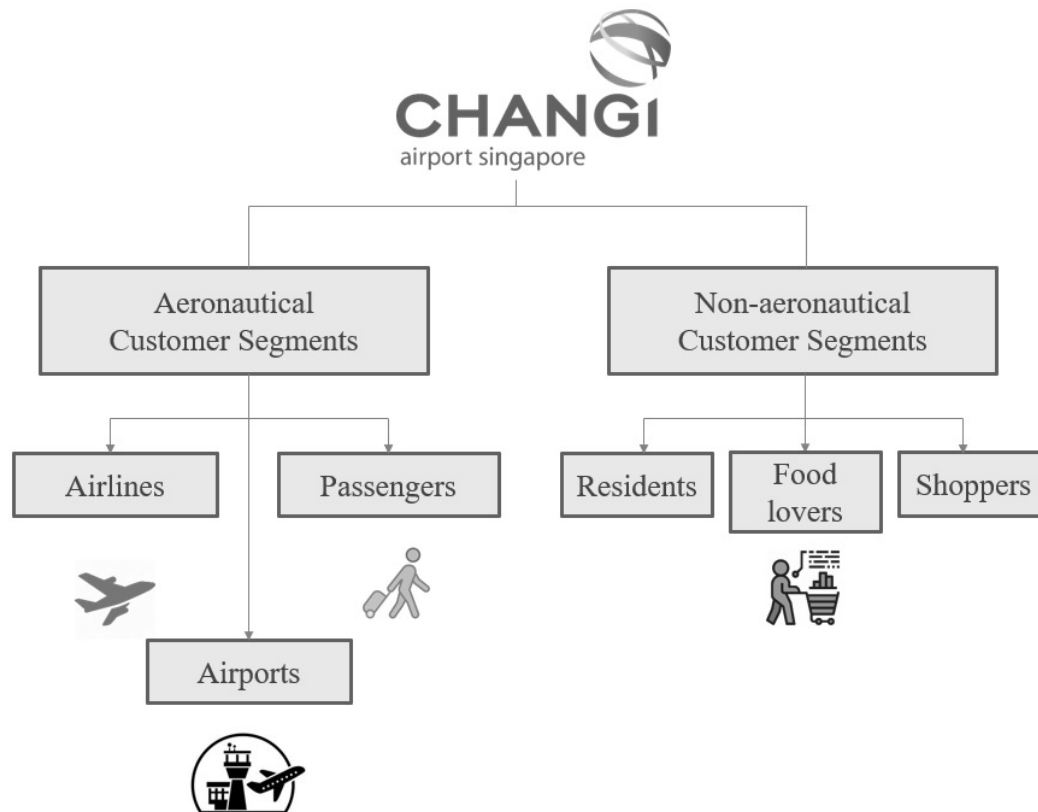 CHANGi
airport singapore
Aeronautical
Customer Segments
Non-aeronautical
Customer Segments
Airlines
Passengers
Residents
Food
lovers
Shoppers
Airports